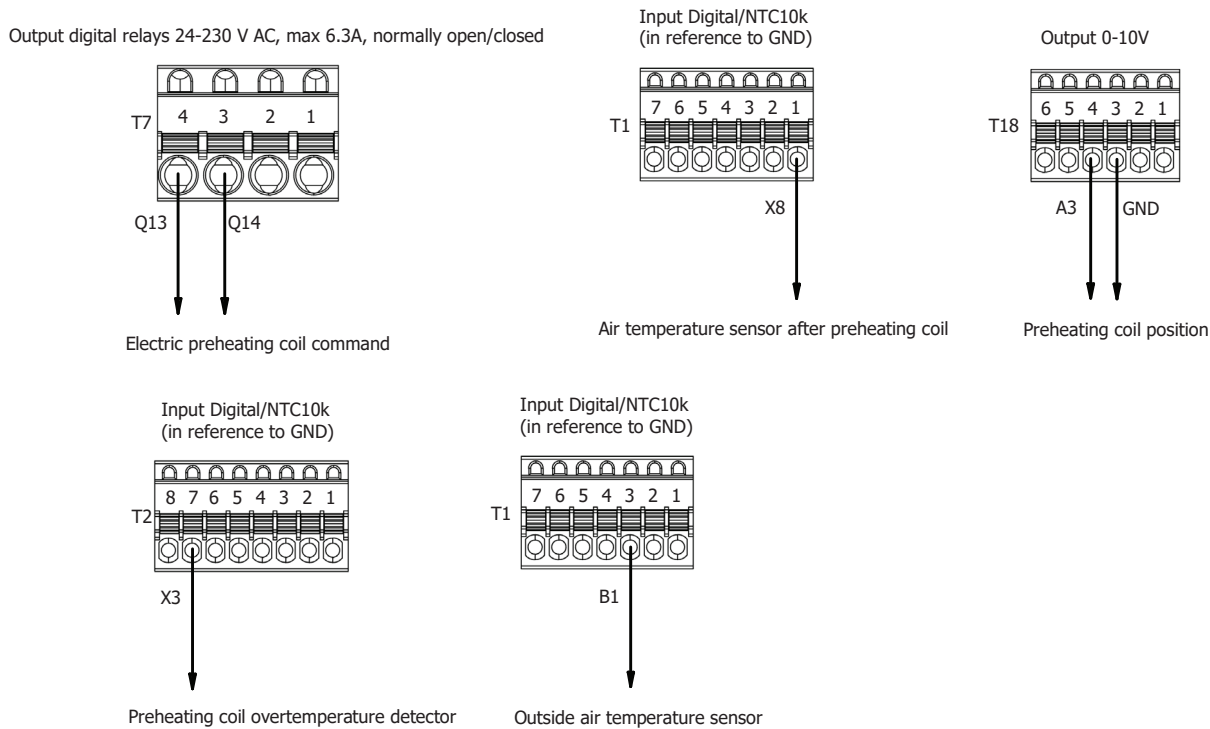 Output digital relays 24-230 V AC, max 6.3A, normally open/closed
T7
4 3 2 1
Q13
Q14
Electric preheating coil command
Input Digital/NTC10k
(in reference to GND)
T1
7 6 5 4 3 2 1
X8
Air temperature sensor after preheating coil
Output 0-10V
T18
6 5 4 3 2 1
A3
GND
Preheating coil position
Input Digital/NTC10k
(in reference to GND)
T2
8 7 6 5 4 3 2 1
X3
Preheating coil overtemperature detector
Input Digital/NTC10k
(in reference to GND)
T1
7 6 5 4 3 2 1
B1
Outside air temperature sensor